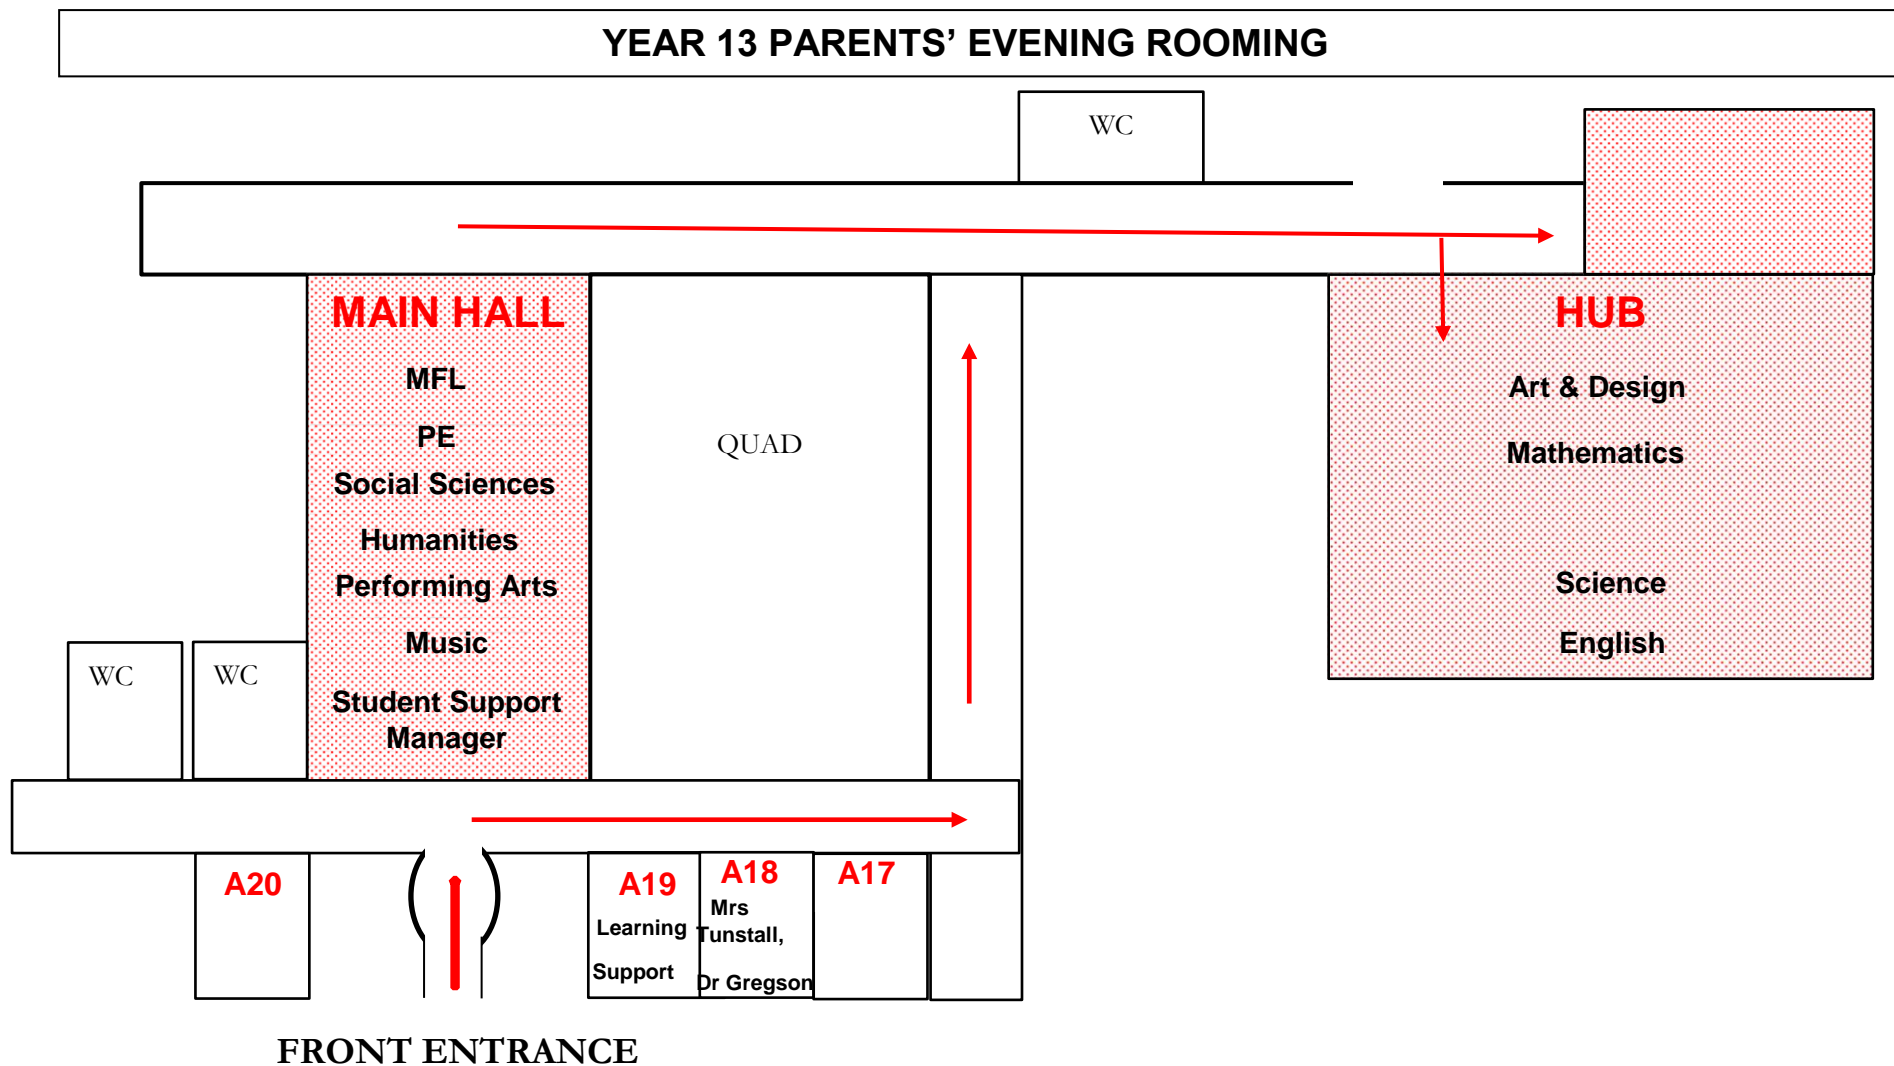 YEAR 13 PARENTS’ EVENING ROOMING
WC
MAIN HALL
MFL
PE
Social Sciences
Humanities
Performing Arts
Music
Student Support
Manager
QUAD
HUB
Art & Design
Mathematics
Science
English
WC
WC
A20
A19
Learning
Support
A18
Mrs
Tunstall,
Dr Gregson
A17
FRONT ENTRANCE